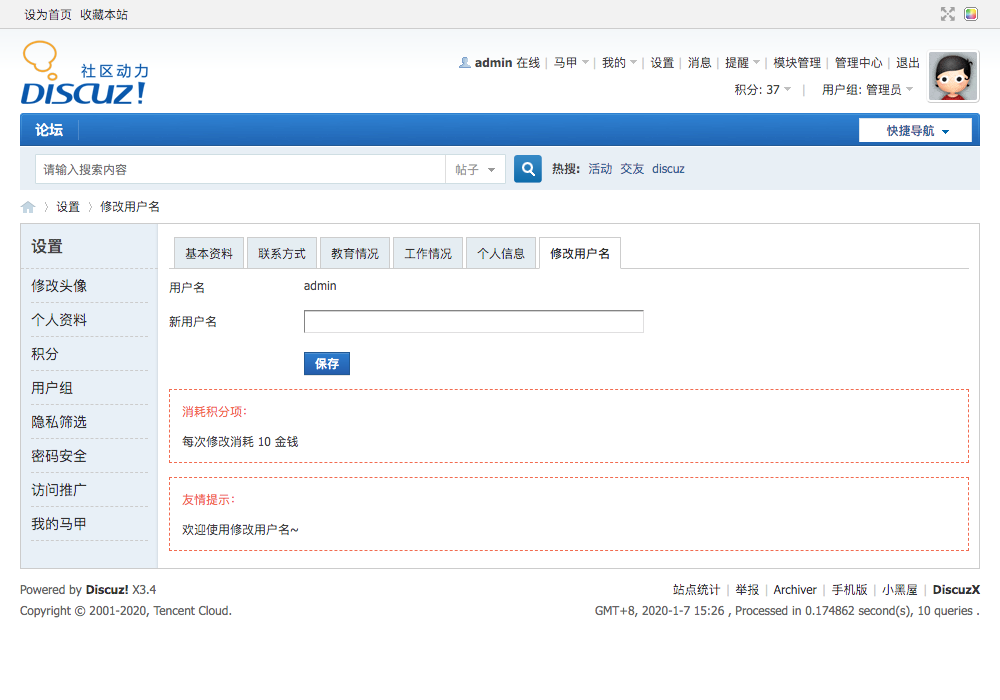 设为首页 收藏本站
社区动力
DISCUZ!
admin 在线 | 马甲 | 我的 | 设置 | 消息 | 提醒 | 模块管理 | 管理中心 | 退出
积分: 37 | 用户组: 管理员
论坛
快捷导航
请输入搜索内容 帖子 热搜: 活动 交友 discuz
设置 修改用户名
设置
修改头像
个人资料
积分
用户组
隐私筛选
密码安全
访问推广
我的马甲
基本资料 联系方式 教育情况 工作情况 个人信息 修改用户名
用户名 admin
新用户名
保存
消耗积分项:
每次修改消耗 10 金钱
友情提示:
欢迎使用修改用户名~
Powered by Discuz! X3.4
Copyright © 2001-2020, Tencent Cloud.
站点统计 | 举报 | Archiver | 手机版 | 小黑屋 | DiscuzX
GMT+8, 2020-1-7 15:26 , Processed in 0.174862 second(s), 10 queries .